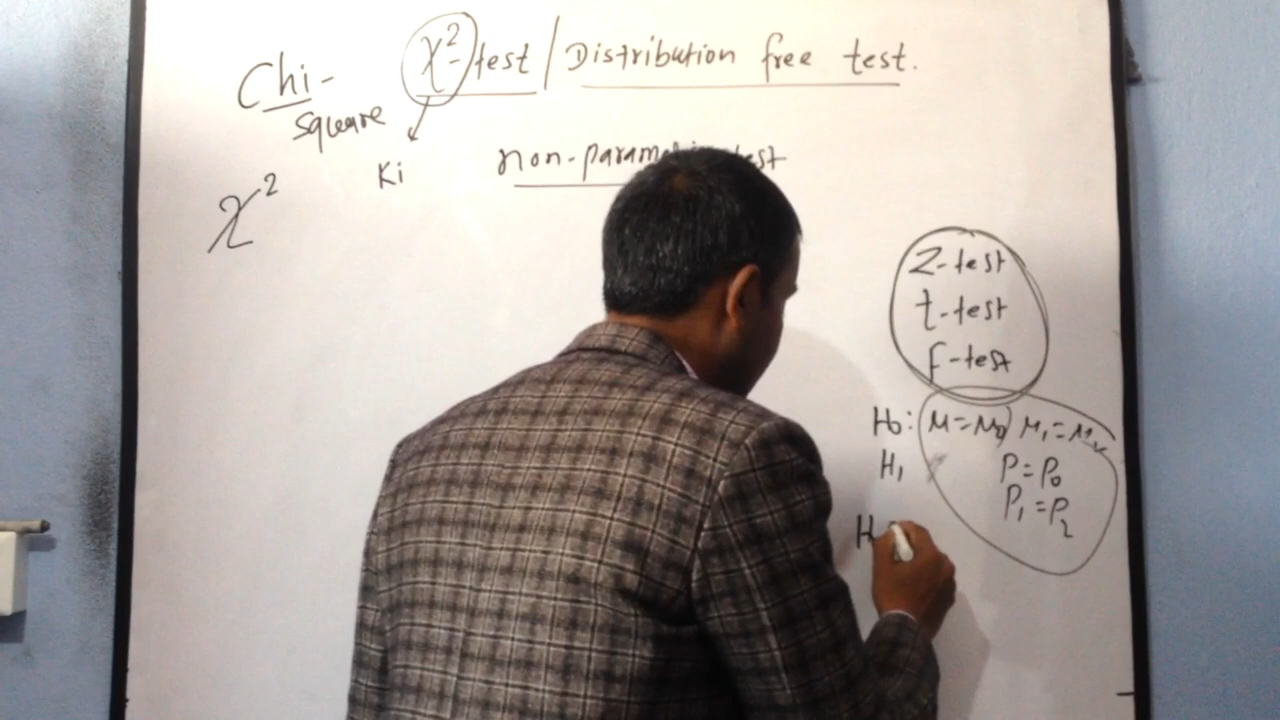 Chi- χ²-test / Distribution free test.
square
Ki
non-
χ²
Z-test
t-test
F-test
H₀: μ=μ₀ μ₁=μ₂
H₁ P=P₀
P₁=P₂
H